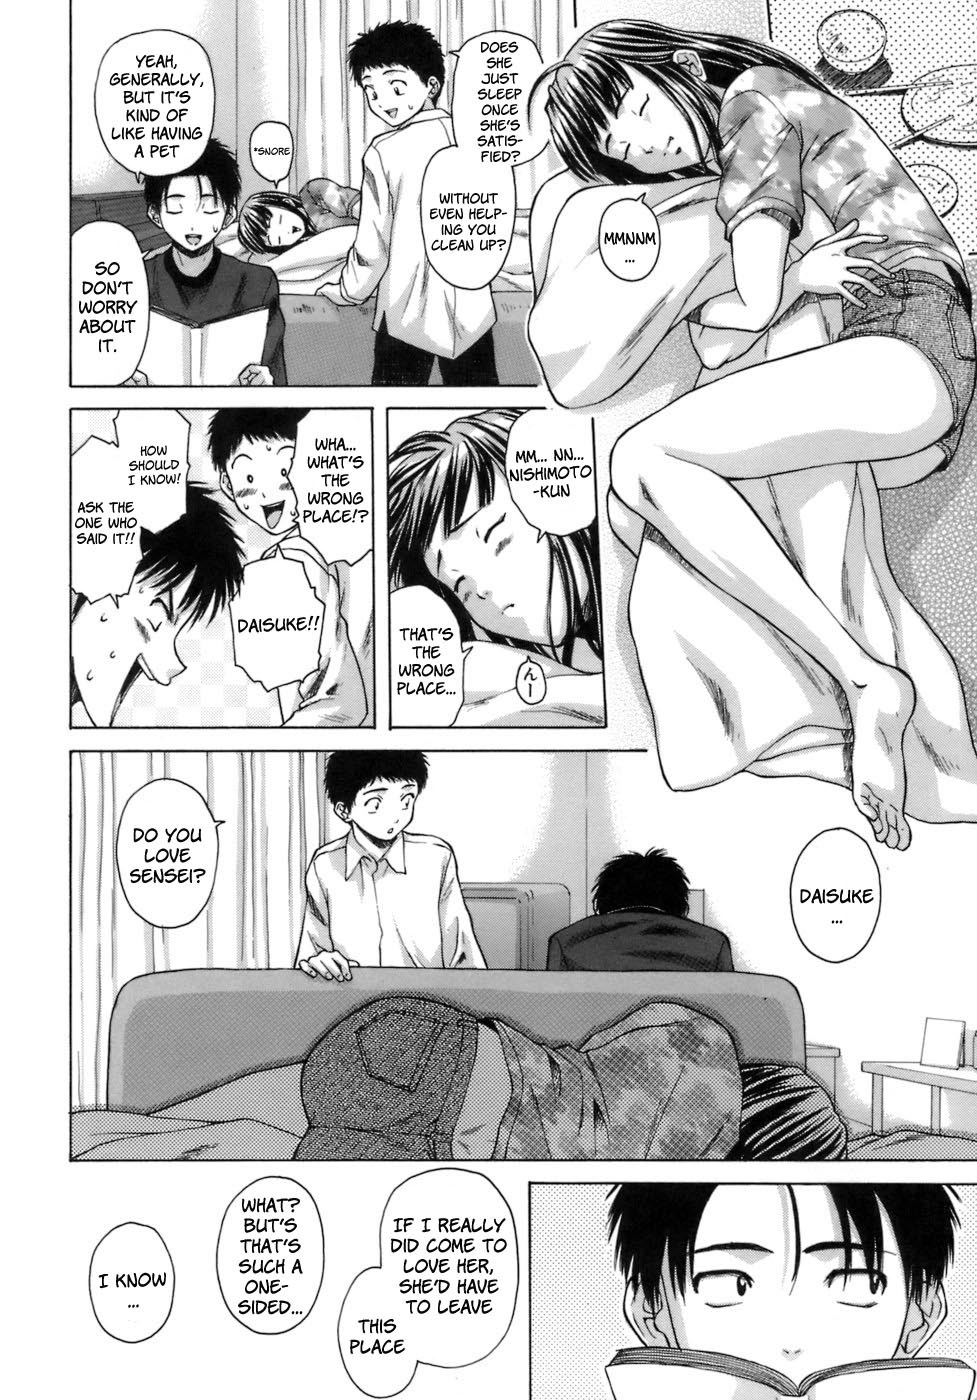 DOES
SHE
JUST
SLEEP
ONCE
SHE'S
SATIS-
FIED?
WITHOUT
EVEN HELP-
ING YOU
CLEAN UP?
MMNNM
...
*SNORE
YEAH,
GENERALLY,
BUT IT'S
KIND OF
LIKE HAVING
A PET
SO
DON'T
WORRY
ABOUT
IT.
MM... NN...
NISHIMOTO
-KUN
THAT'S
THE
WRONG
PLACE...
んー
WHA...
WHAT'S
THE
WRONG
PLACE!?
DAISUKE!!
HOW
SHOULD
I KNOW!
ASK THE
ONE WHO
SAID IT!!
DAISUKE
...
DO YOU
LOVE
SENSEI?
IF I REALLY
DID COME TO
LOVE HER,
SHE'D HAVE
TO LEAVE
THIS
PLACE
WHAT?
BUT'S
THAT'S
SUCH A
ONE-
SIDED...
I KNOW
...